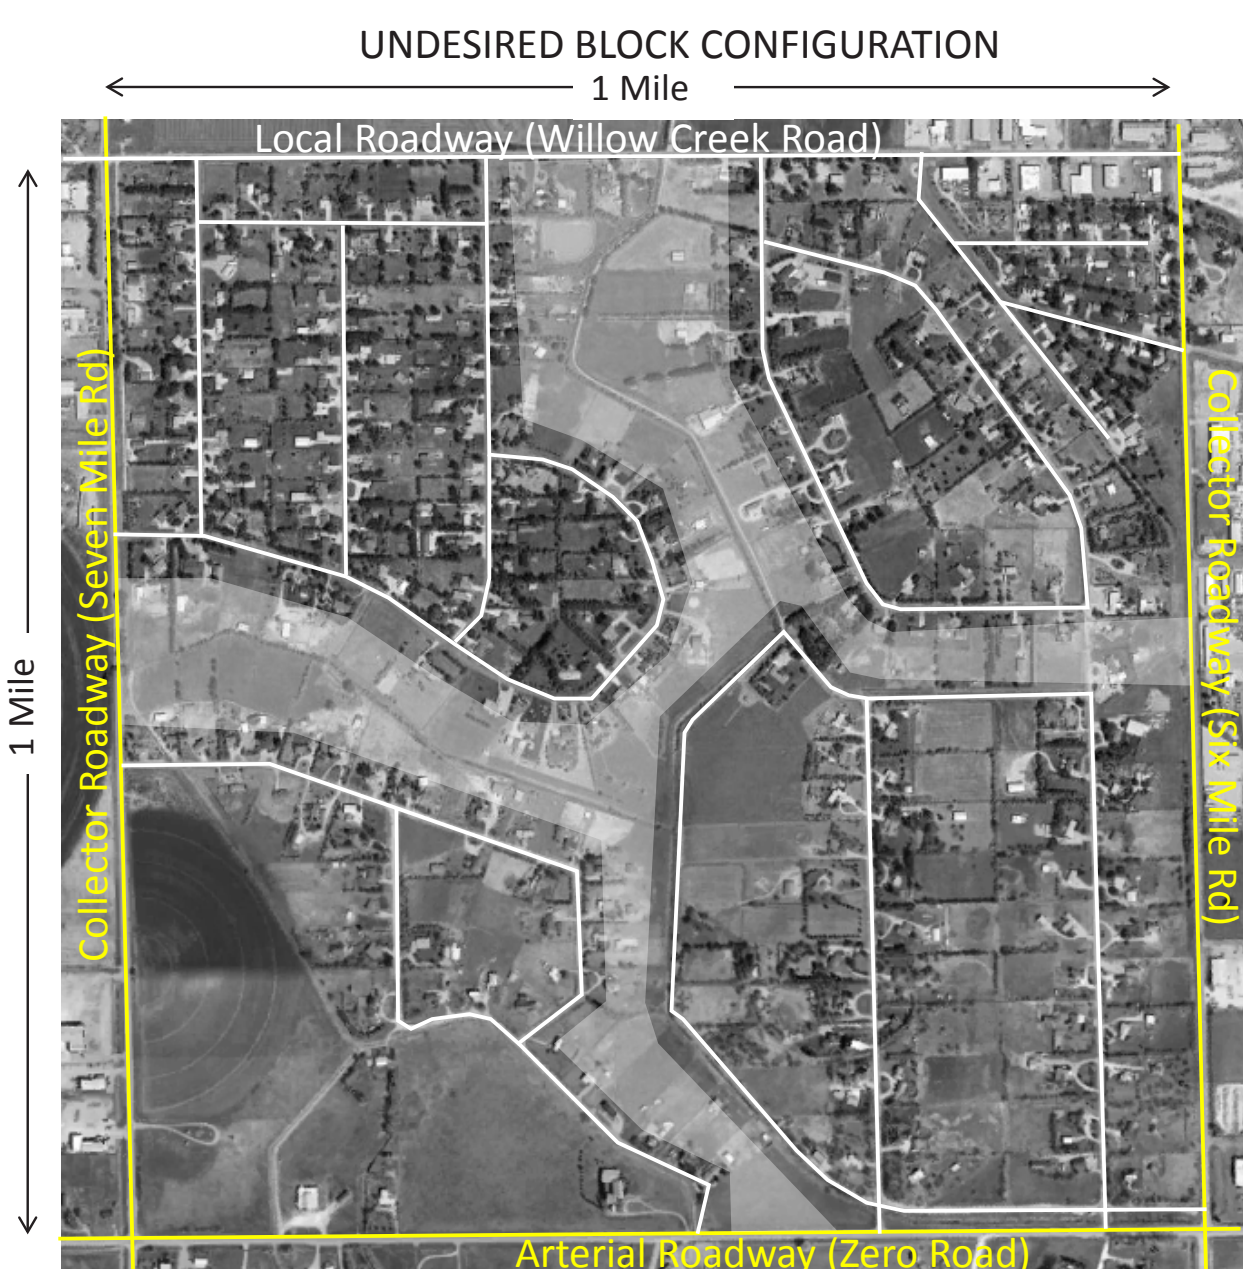 UNDESIRED BLOCK CONFIGURATION
1 Mile
Local Roadway (Willow Creek Road)
1 Mile
Collector Roadway (Seven Mile Rd)
Collector Roadway (Six Mile Rd)
Arterial Roadway (Zero Road)